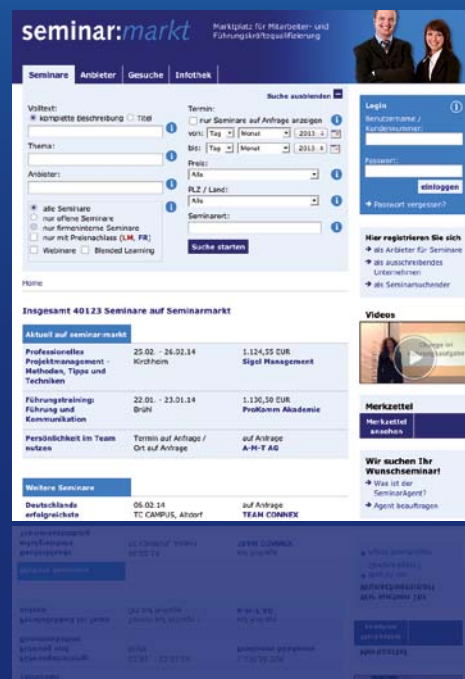 seminar:markt
Marktplatz für Mitarbeiter- und
Führungskräftequalifizierung
Seminare Anbieter Gesuche Infothek
Suche ausblenden
Volltext:
komplette Beschreibung Titel
Thema:
Anbieter:
alle Seminare
nur offene Seminare
nur firmeninterne Seminare
nur mit Preisnachlass (LM, FR)
Webinare Blended Learning
Termin:
nur Seminare auf Anfrage anzeigen
von: Tag Monat 2013
bis: Tag Monat 2013
Preis:
Alle
PLZ / Land:
Alle
Seminarort:
Suche starten
Login
Benutzername /
Kundennummer:
Passwort:
einloggen
Passwort vergessen?
Hier registrieren Sie sich
als Anbieter für Seminare
als ausschreibendes
Unternehmen
als Seminarsuchender
Home
Insgesamt 40123 Seminare auf Seminarmarkt
Aktuell auf seminar:markt
Professionelles
Projektmanagement -
Methoden, Tipps und
Techniken
25.02. - 26.02.14
Kirchheim
1.124,55 EUR
Sigel Management
Führungstraining:
Führung und
Kommunikation
22.01. - 23.01.14
Brühl
1.130,50 EUR
ProKomm Akademie
Persönlichkeit im Team
nutzen
Termin auf Anfrage /
Ort auf Anfrage
auf Anfrage
A-M-T AG
Weitere Seminare
Deutschlands
erfolgreichste
06.02.14
TC CAMPUS, Altdorf
auf Anfrage
TEAM CONNEX
Videos
Change ist
Merkzettel
Merkzettel
ansehen
Wir suchen Ihr
Wunschseminar!
Was ist der
SeminarAgent?
Agent beauftragen